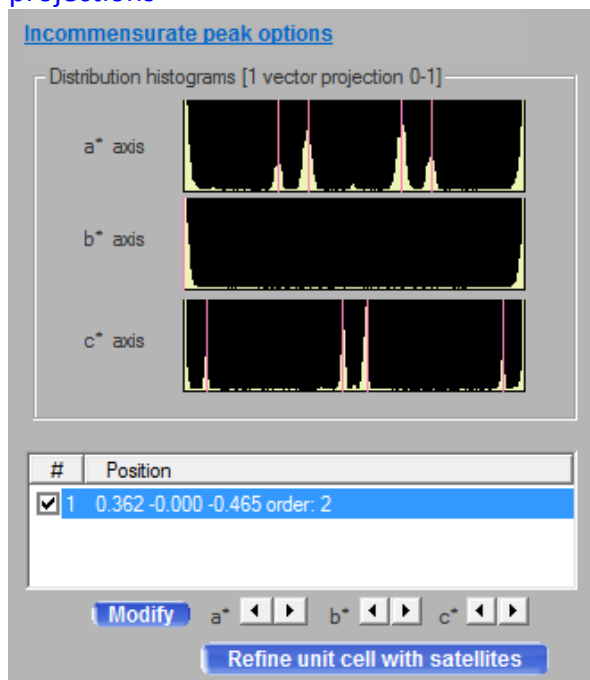 projections
Incommensurate peak options
Distribution histograms [1 vector projection 0-1]
a* axis
b* axis
c* axis
# Position
1 0.362 -0.000 -0.465 order: 2
Modify a* b* c*
Refine unit cell with satellites